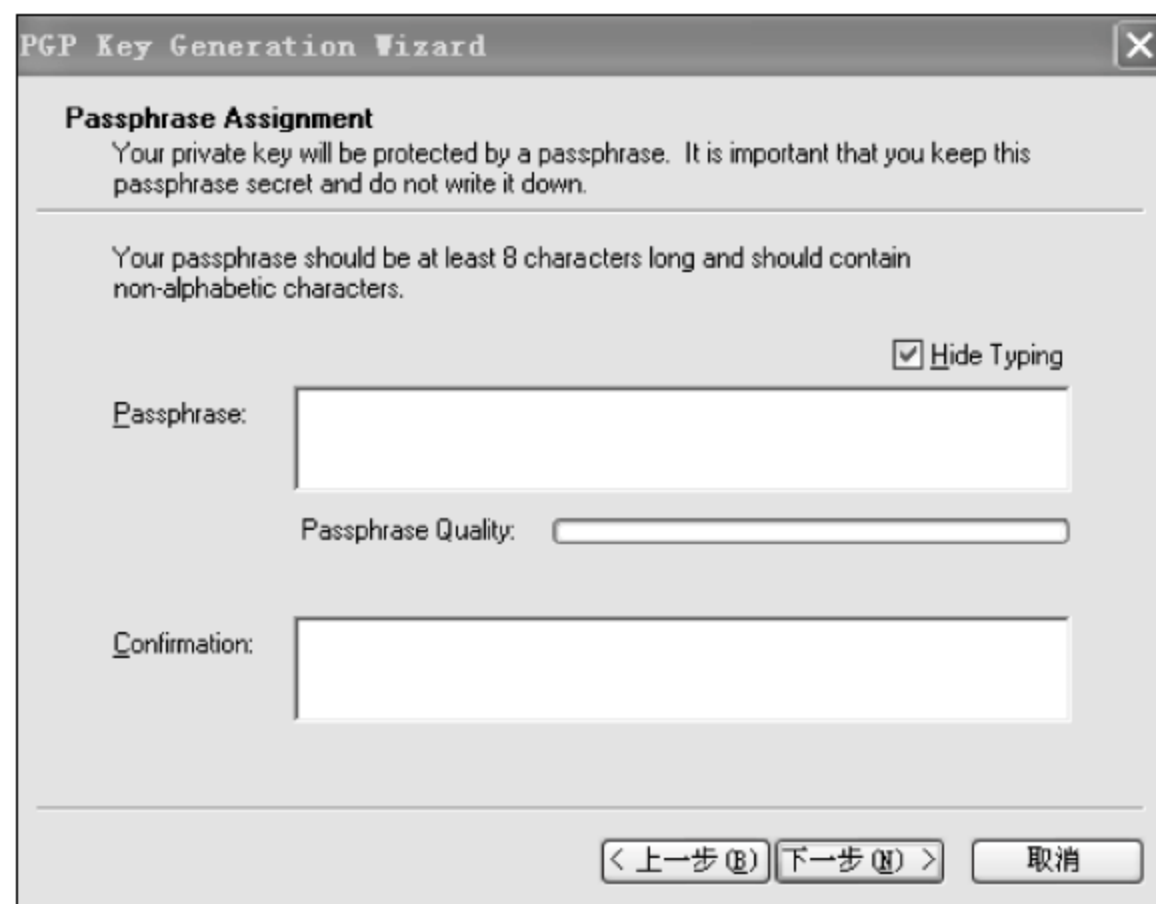 PGP Key Generation Wizard
Passphrase Assignment
Your private key will be protected by a passphrase. It is important that you keep this
passphrase secret and do not write it down.
Your passphrase should be at least 8 characters long and should contain
non-alphabetic characters.
Hide Typing
Passphrase:
Passphrase Quality:
Confirmation:
< 上一步(B) 下一步(N) > 取消